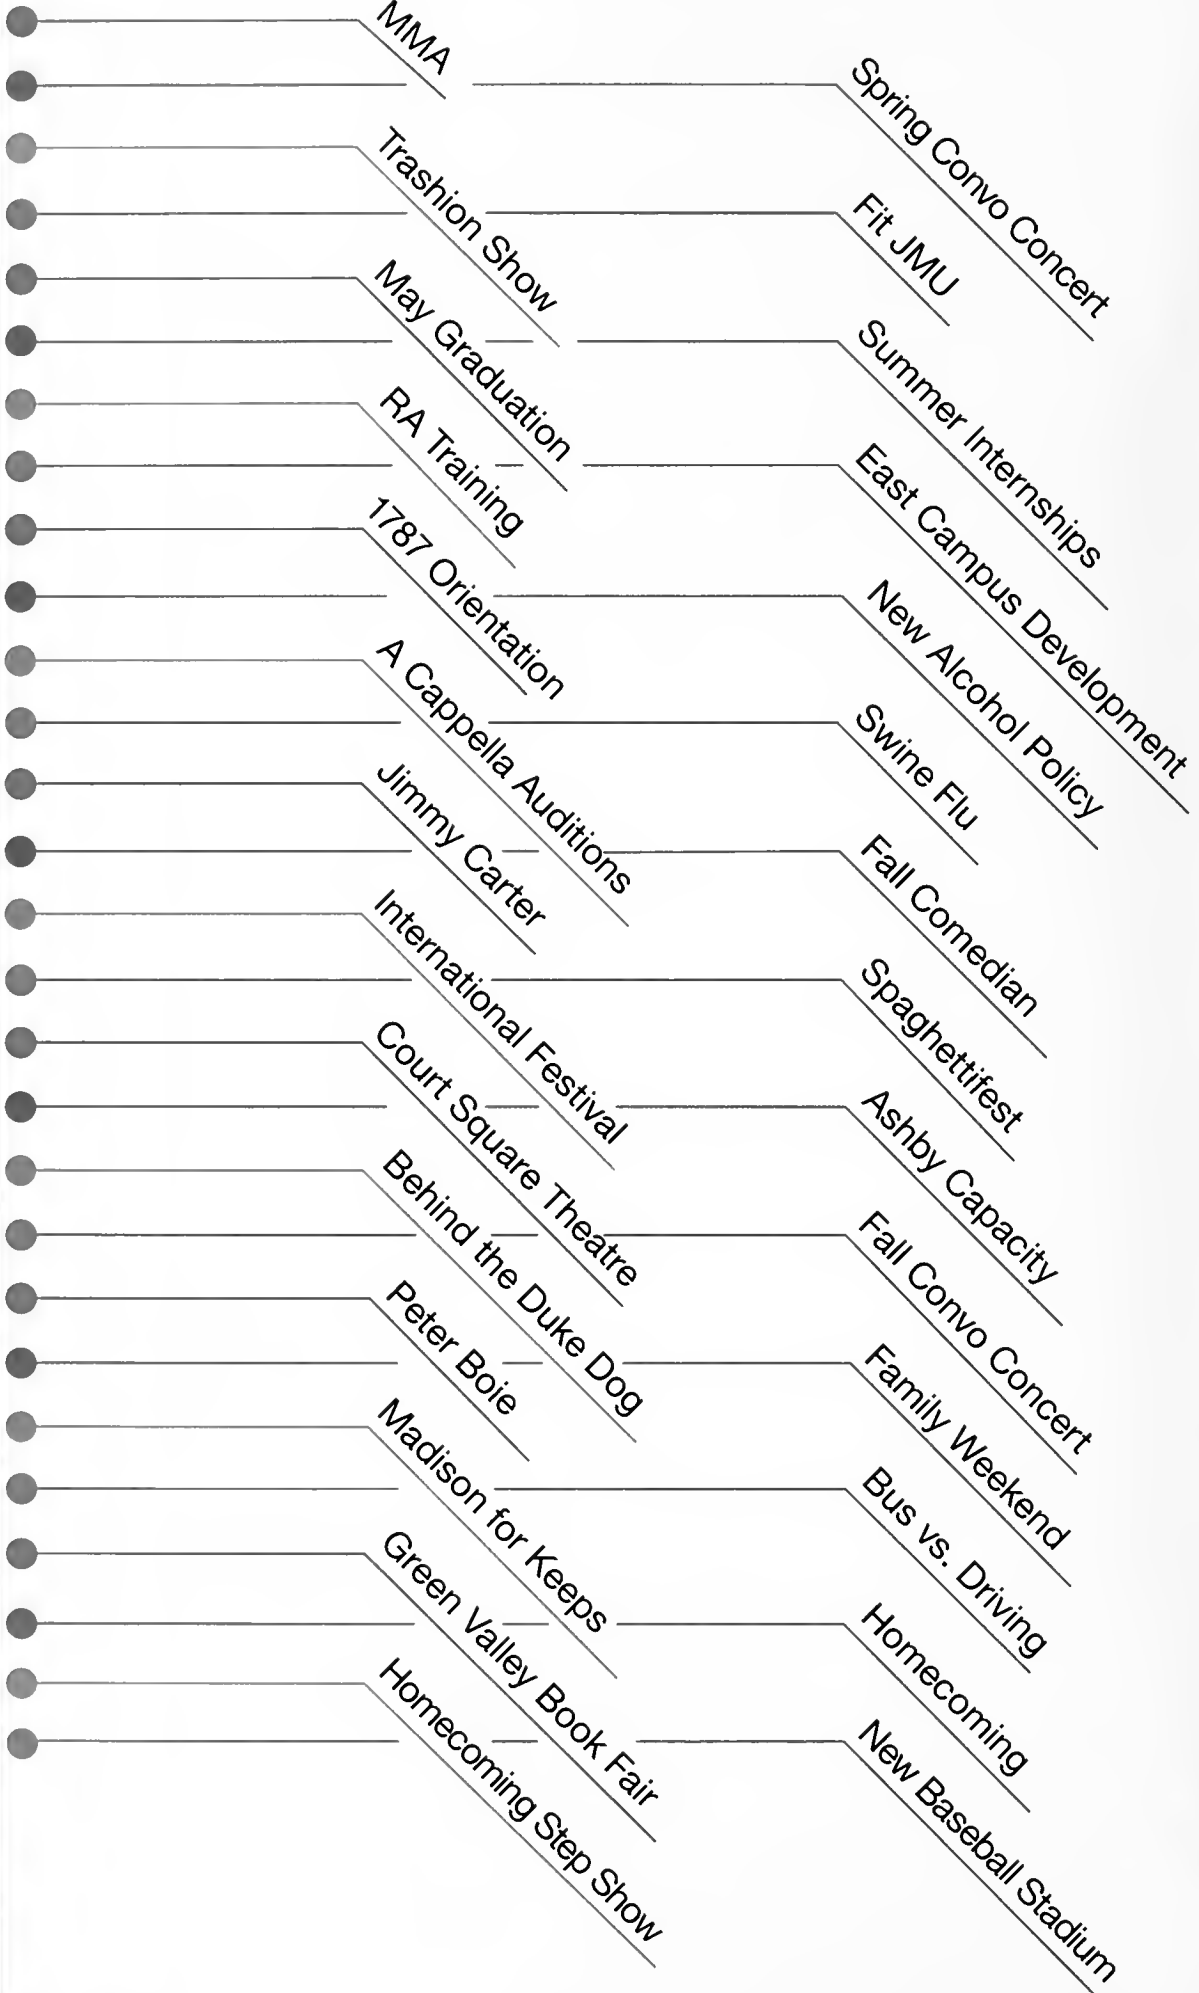 MMA
Spring Convo Concert
Trashion Show
Fit JMU
May Graduation
Summer Internships
RA Training
East Campus Development
1787 Orientation
New Alcohol Policy
A Cappella Auditions
Swine Flu
Jimmy Carter
Fall Comedian
International Festival
Spaghettifest
Court Square Theatre
Ashby Capacity
Behind the Duke Dog
Fall Convo Concert
Peter Boie
Family Weekend
Madison for Keeps
Bus vs. Driving
Green Valley Book Fair
Homecoming
Homecoming Step Show
New Baseball Stadium